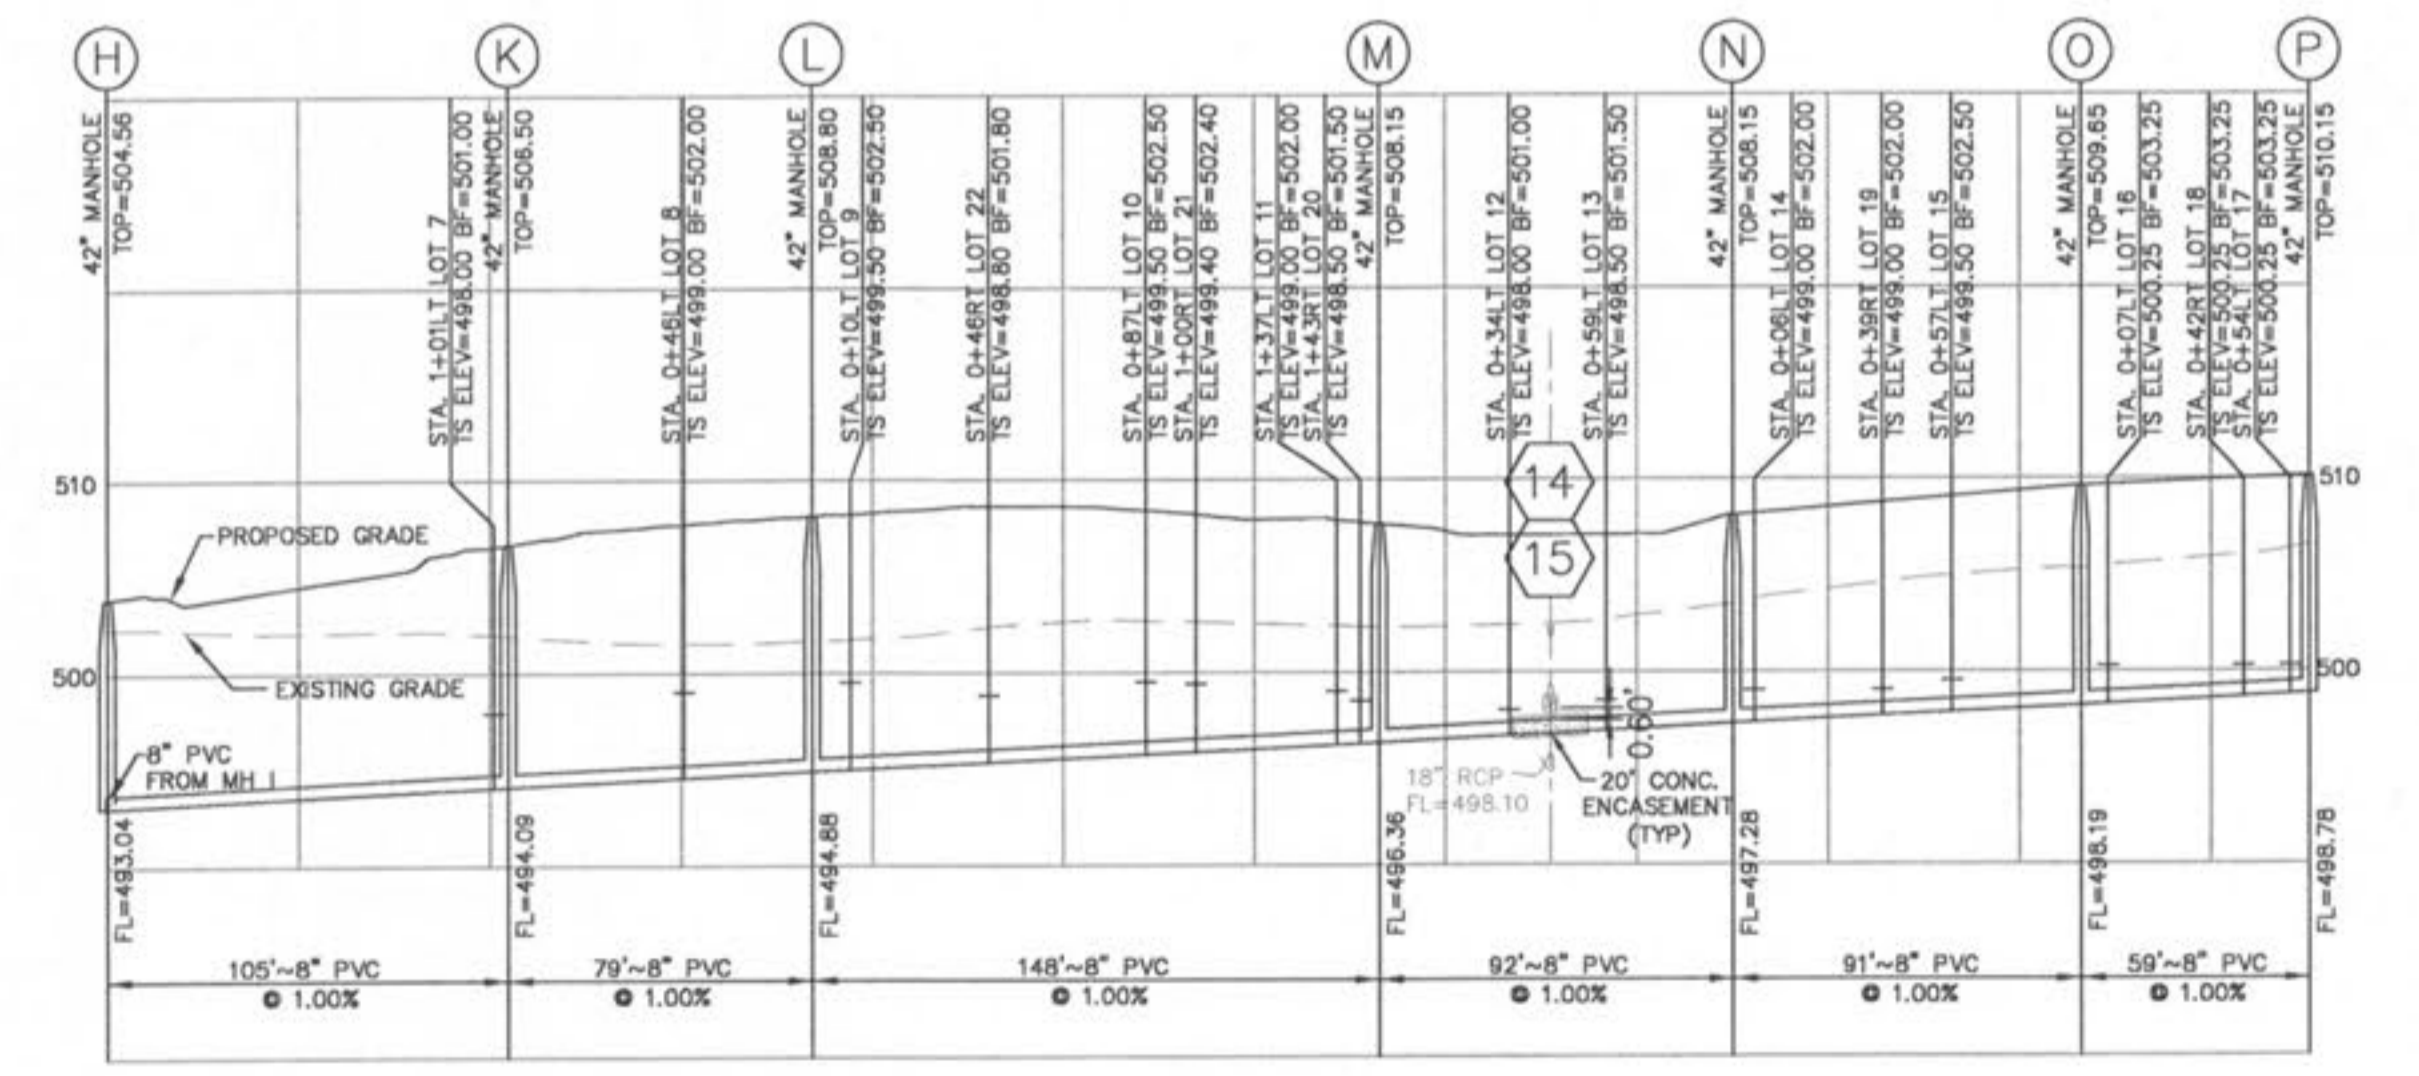 H
K
L
M
N
O
P
42" MANHOLE
TOP=504.56
STA. 1+01LT LOT 7
TS ELEV=498.00 BF=501.00
42" MANHOLE
TOP=506.50
STA. 0+46LT LOT 8
TS ELEV=499.00 BF=502.00
42" MANHOLE
TOP=508.80
STA. 0+10LT LOT 9
TS ELEV=499.50 BF=502.50
STA. 0+46RT LOT 22
TS ELEV=498.80 BF=501.80
STA. 0+87LT LOT 10
TS ELEV=499.50 BF=502.50
STA. 1+00RT LOT 21
TS ELEV=499.40 BF=502.40
STA. 1+37LT LOT 11
TS ELEV=499.00 BF=502.00
STA. 1+43RT LOT 20
TS ELEV=498.50 BF=501.50
42" MANHOLE
TOP=508.15
STA. 0+34LT LOT 12
TS ELEV=498.00 BF=501.00
STA. 0+59LT LOT 13
TS ELEV=498.50 BF=501.50
42" MANHOLE
TOP=508.15
STA. 0+06LT LOT 14
TS ELEV=499.00 BF=502.00
STA. 0+39RT LOT 19
TS ELEV=499.00 BF=502.00
STA. 0+57LT LOT 15
TS ELEV=499.50 BF=502.50
42" MANHOLE
TOP=509.65
STA. 0+07LT LOT 16
TS ELEV=500.25 BF=503.25
STA. 0+42RT LOT 18
TS ELEV=500.25 BF=503.25
STA. 0+54LT LOT 17
TS ELEV=500.25 BF=503.25
42" MANHOLE
TOP=510.15
510
14
510
PROPOSED GRADE
15
500
EXISTING GRADE
500
0.60'
8" PVC
FROM MH I
18" RCP
FL=498.10
20' CONC.
ENCASEMENT
(TYP)
FL=493.04
FL=494.09
FL=494.88
FL=496.36
FL=497.28
FL=498.19
FL=498.78
105'~8" PVC
@ 1.00%
79'~8" PVC
@ 1.00%
148'~8" PVC
@ 1.00%
92'~8" PVC
@ 1.00%
91'~8" PVC
@ 1.00%
59'~8" PVC
@ 1.00%